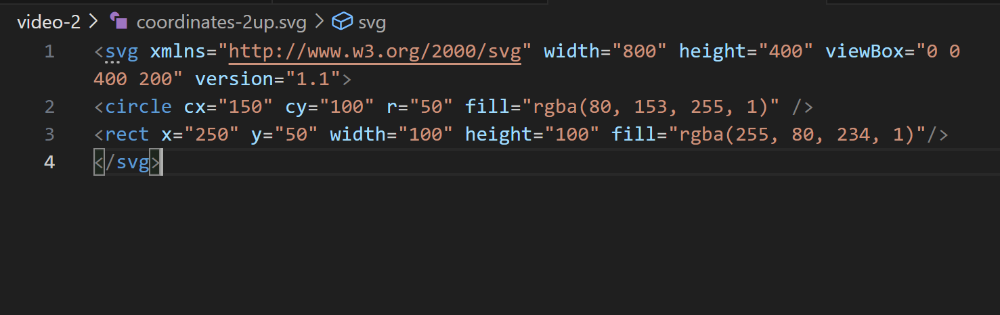 video-2 > coordinates-2up.svg > svg
1 <svg xmlns="http://www.w3.org/2000/svg" width="800" height="400" viewBox="0 0
400 200" version="1.1">
2 <circle cx="150" cy="100" r="50" fill="rgba(80, 153, 255, 1)" />
3 <rect x="250" y="50" width="100" height="100" fill="rgba(255, 80, 234, 1)"/>
4 </svg>